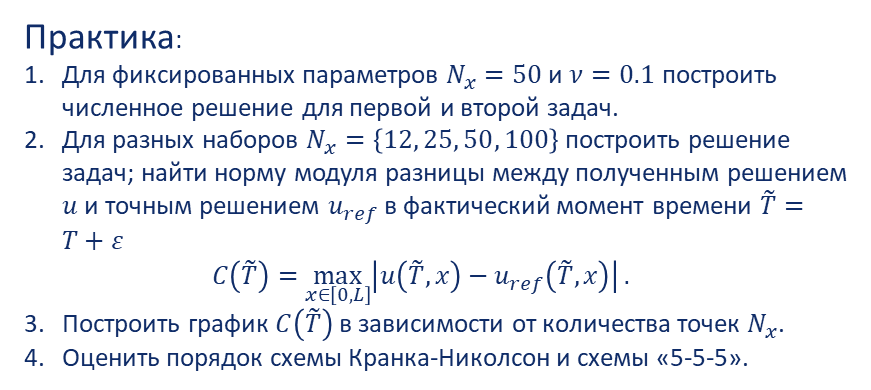 Практика:
1. Для фиксированных параметров Nₓ = 50 и ν = 0.1 построить
численное решение для первой и второй задач.
2. Для разных наборов Nₓ = {12, 25, 50, 100} построить решение
задач; найти норму модуля разницы между полученным решением
u и точным решением u_ref в фактический момент времени T̃ =
T + ε
C(T̃) = max_{x∈[0,L]} |u(T̃, x) − u_ref(T̃, x)| .
3. Построить график C(T̃) в зависимости от количества точек Nₓ.
4. Оценить порядок схемы Кранка-Николсон и схемы «5-5-5».